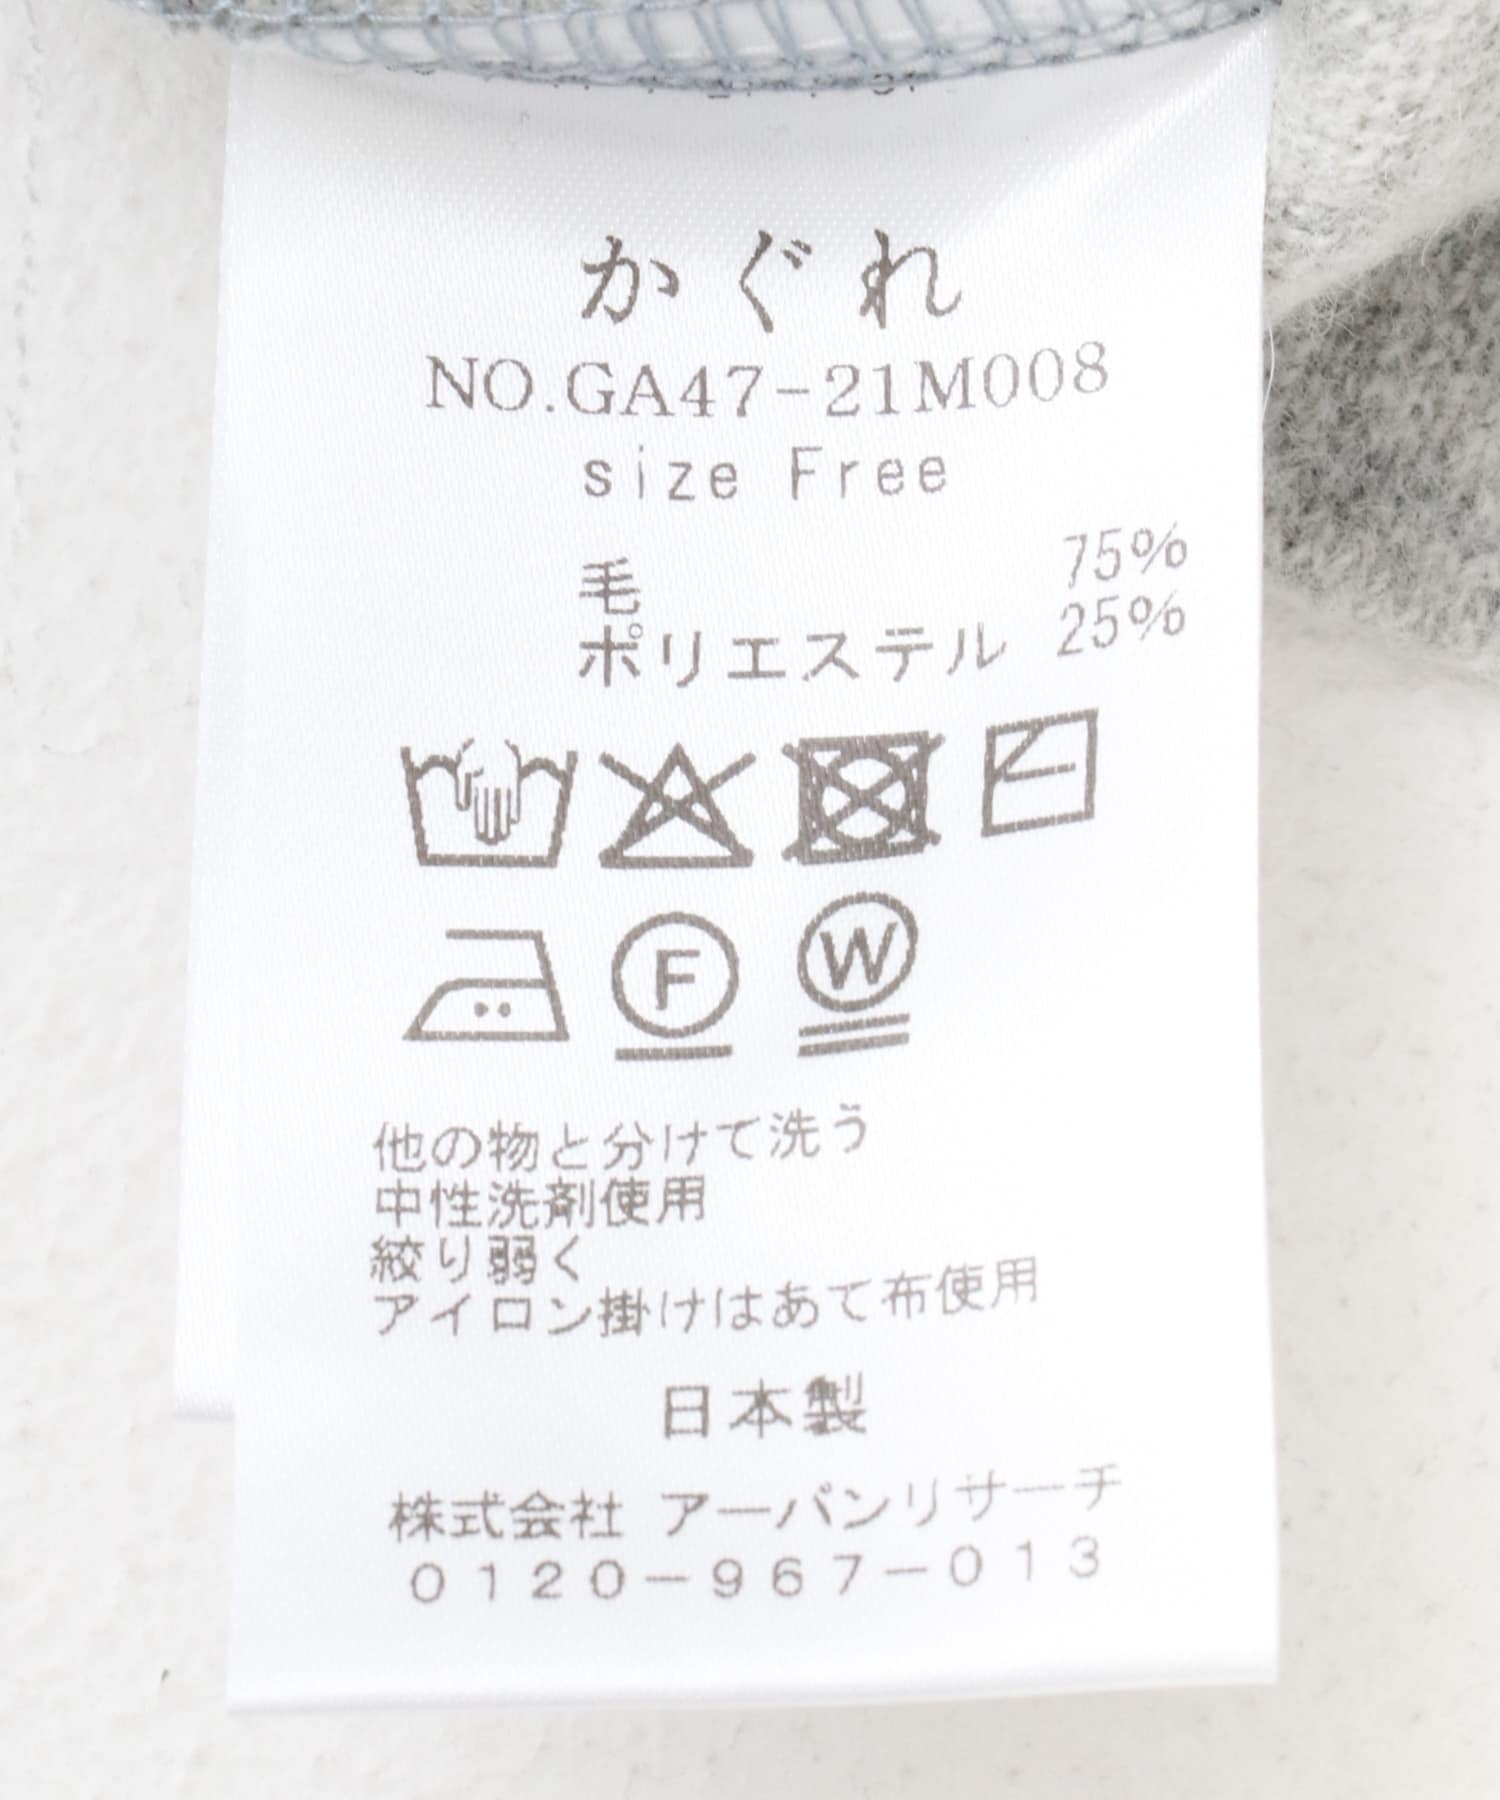 かぐれ
NO.GA47-21M008
size Free
毛 75%
ポリエステル 25%
F W
他の物と分けて洗う
中性洗剤使用
絞り弱く
アイロン掛けはあて布使用
日本製
株式会社 アーバンリサーチ
0120-967-013